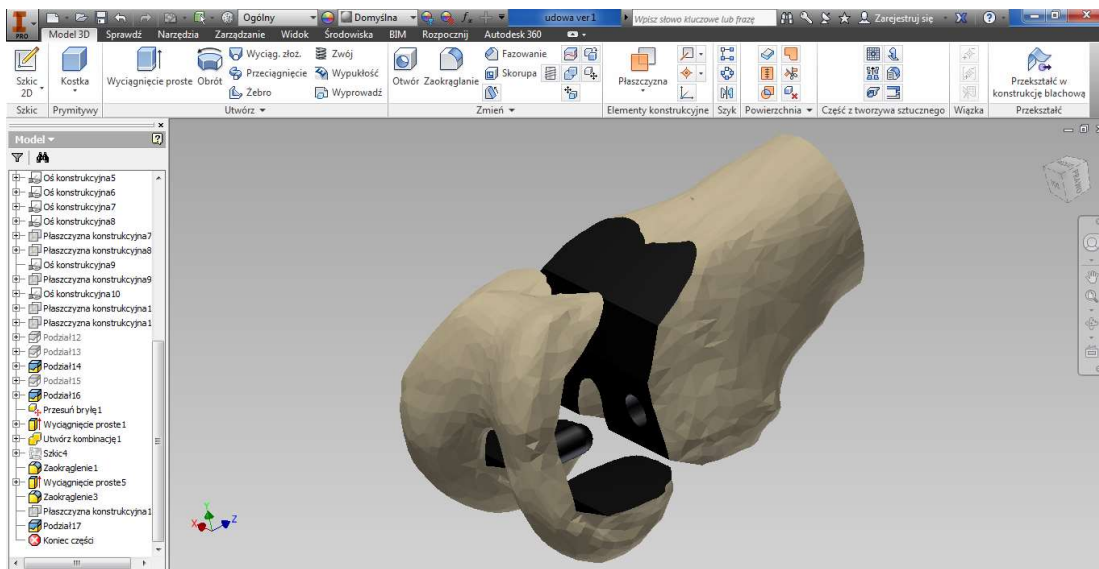 I PRO
Ogólny
Domyślna
udowa ver1
Wpisz słowo kluczowe lub frazę
Zarejestruj się
Model 3D Sprawdź Narzędzia Zarządzanie Widok Środowiska BIM Rozpocznij Autodesk 360
Szkic 2D
Kostka
Wyciągnięcie proste
Obrót
Wyciąg. złoż.
Przeciągnięcie
Żebro
Zwój
Wypukłość
Wyprowadź
Otwór
Zaokrąglanie
Fazowanie
Skorupa
Płaszczyzna
Przekształć w
konstrukcję blachową
Szkic Prymitywy Utwórz Zmień Elementy konstrukcyjne Szyk Powierzchnia Część z tworzywa sztucznego Wiązka Przekształć
Model
Oś konstrukcyjna5
Oś konstrukcyjna6
Oś konstrukcyjna7
Oś konstrukcyjna8
Płaszczyzna konstrukcyjna7
Płaszczyzna konstrukcyjna8
Oś konstrukcyjna9
Płaszczyzna konstrukcyjna9
Oś konstrukcyjna10
Płaszczyzna konstrukcyjna1
Płaszczyzna konstrukcyjna1
Podział12
Podział13
Podział14
Podział15
Podział16
Przesuń bryłę1
Wyciągnięcie proste1
Utwórz kombinację1
Szkic4
Zaokrąglenie1
Wyciągnięcie proste5
Zaokrąglenie3
Płaszczyzna konstrukcyjna1
Podział17
Koniec części
X Y Z